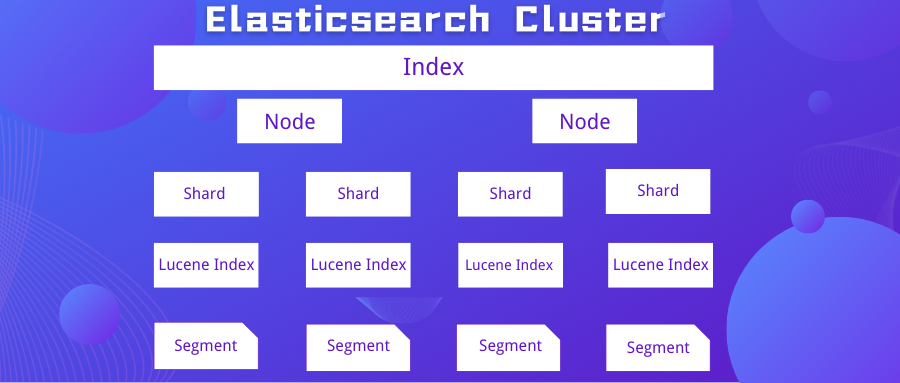 Elasticsearch Cluster
Index
Node Node
Shard Shard Shard Shard
Lucene Index Lucene Index Lucene Index Lucene Index
Segment Segment Segment Segment